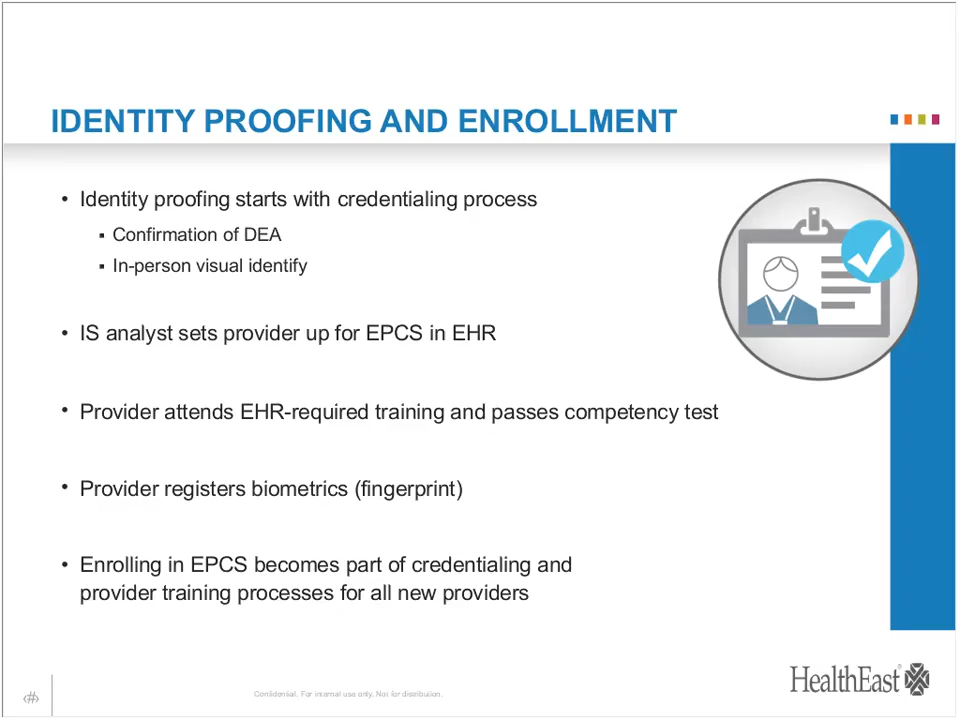 IDENTITY PROOFING AND ENROLLMENT
• Identity proofing starts with credentialing process
▪ Confirmation of DEA
▪ In-person visual identify
• IS analyst sets provider up for EPCS in EHR
• Provider attends EHR-required training and passes competency test
• Provider registers biometrics (fingerprint)
• Enrolling in EPCS becomes part of credentialing and
provider training processes for all new providers
‹#›
Confidential. For internal use only. Not for distribution.
HealthEast®